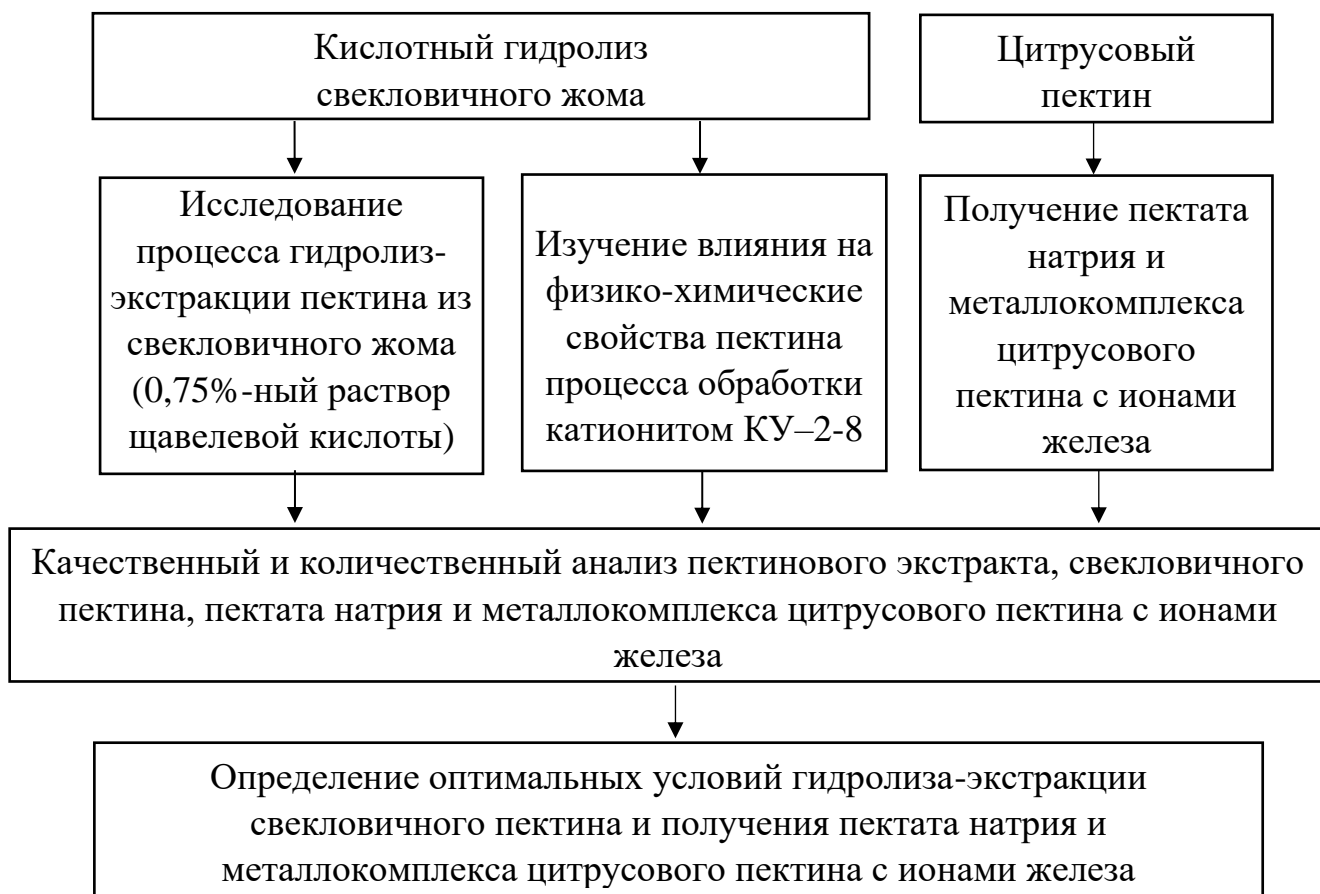 Кислотный гидролиз
свекловичного жома
Цитрусовый
пектин
Исследование
процесса гидролиз-
экстракции пектина из
свекловичного жома
(0,75%-ный раствор
щавелевой кислоты)
Изучение влияния на
физико-химические
свойства пектина
процесса обработки
катионитом КУ–2-8
Получение пектата
натрия и
металлокомплекса
цитрусового
пектина с ионами
железа
Качественный и количественный анализ пектинового экстракта, свекловичного
пектина, пектата натрия и металлокомплекса цитрусового пектина с ионами
железа
Определение оптимальных условий гидролиза-экстракции
свекловичного пектина и получения пектата натрия и
металлокомплекса цитрусового пектина с ионами железа